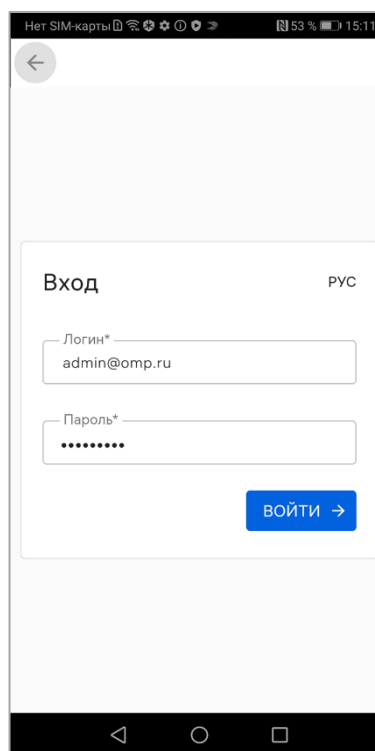 Нет SIM-карты 53 % 15:11
Вход РУС
Логин*
admin@omp.ru
Пароль*
•••••••••
ВОЙТИ →